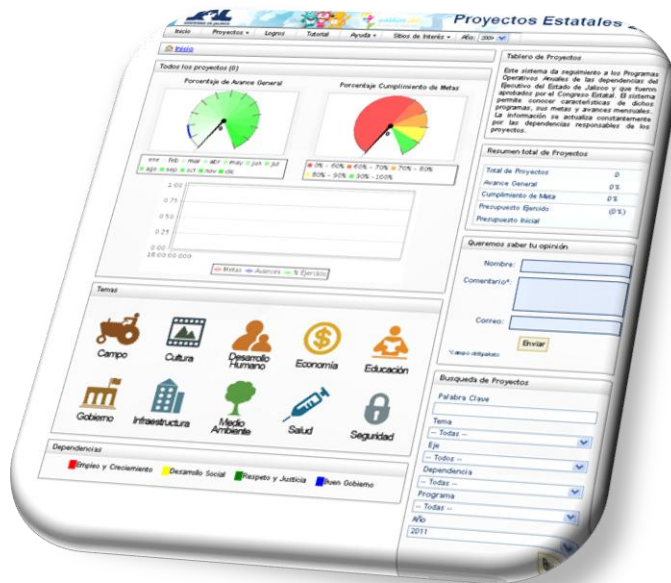 Proyectos Estatales
Inicio Proyectos Logros Tutorial Ayuda Sitios de Interés Año: 2009
Inicio
Todos los proyectos (0)
Porcentaje de Avance General
Porcentaje Cumplimiento de Metas
ene feb mar abr may jun jul
ago sep oct nov dic
0% - 60% 60% - 70% 70% - 80%
80% - 90% 90% -100%
1.00
0.75
0.50
0.25
0.00
Metas Avances % Ejercido
Temas
Campo
Cultura
Desarrollo
Humano
Economía
Educación
Gobierno
Infraestructura
Medio
Ambiente
Salud
Seguridad
Dependencias
Empleo y Crecimiento Desarrollo Social Respeto y Justicia Buen Gobierno
Tablero de Proyectos
Este sistema da seguimiento a los Programas
Operativos Anuales de las dependencias del
Ejecutivo del Estado de Jalisco y que fueron
aprobados por el Congreso Estatal. El sistema
permite conocer características de dichos
programas, sus metas y avances mensuales.
La información se actualiza constantemente
por las dependencias responsables de los
proyectos.
Resumen total de Proyectos
Total de Proyectos 0
Avance General 0%
Cumplimiento de Meta 0%
Presupuesto Ejercido (0%)
Presupuesto Inicial
Queremos saber tu opinión
Nombre:
Comentario*:
Correo:
Enviar
*Campo obligatorio
Busqueda de Proyectos
Palabra Clave
Tema
-- Todas --
Eje
-- Todos --
Dependencia
-- Todas --
Programa
-- Todas --
Año
2011